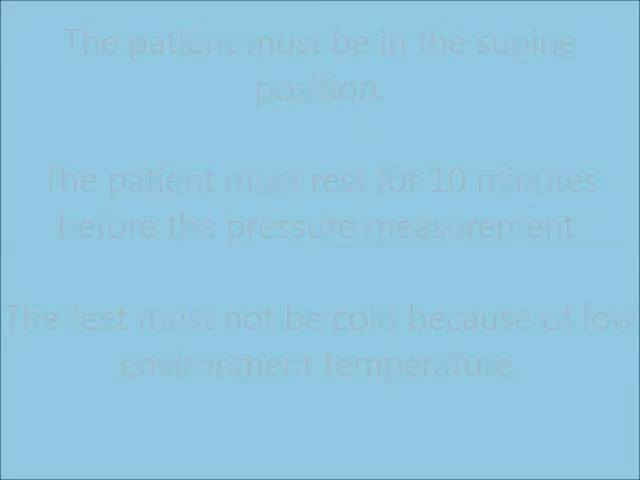 The patient must be in the supine
position.
The patient must rest for 10 minutes
before the pressure measurement
The feet must not be cold because of low
environment temperature.